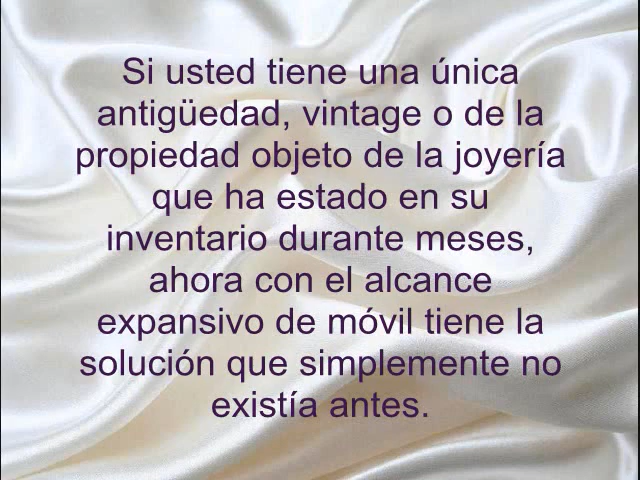 Si usted tiene una única
antigüedad, vintage o de la
propiedad objeto de la joyería
que ha estado en su
inventario durante meses,
ahora con el alcance
expansivo de móvil tiene la
solución que simplemente no
existía antes.